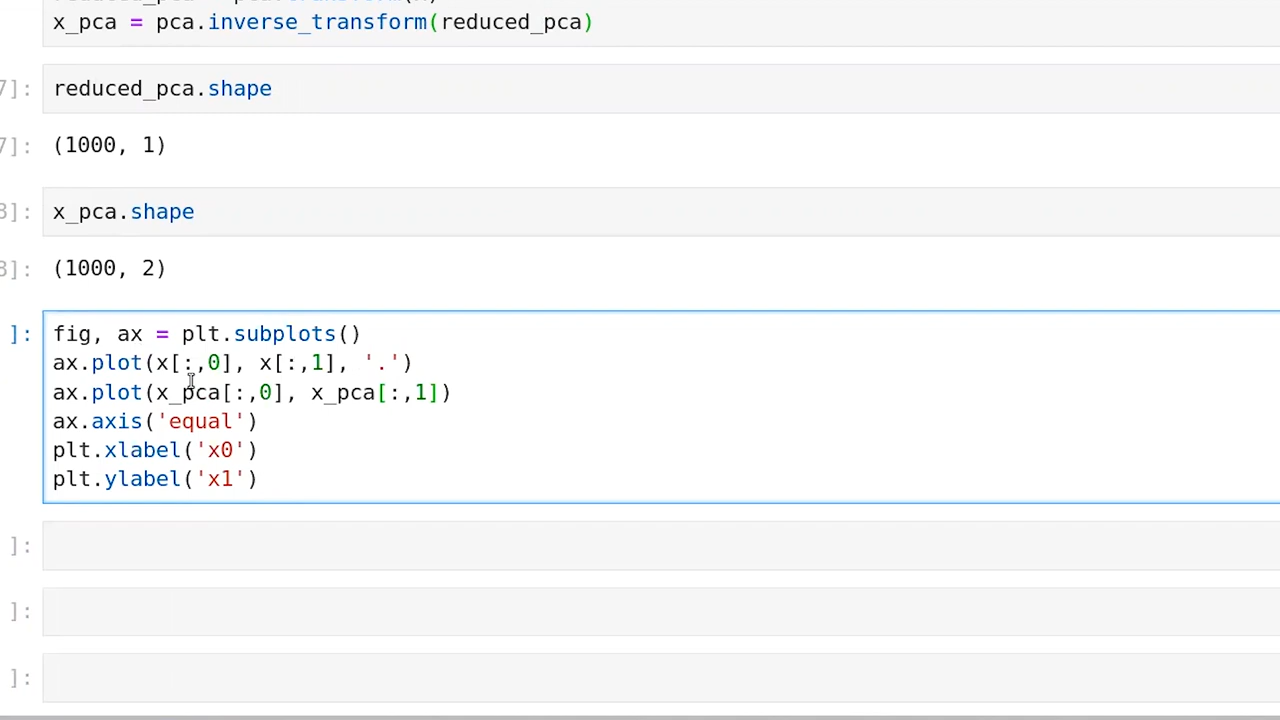 x_pca = pca.inverse_transform(reduced_pca)
7]: reduced_pca.shape
7]: (1000, 1)
8]: x_pca.shape
8]: (1000, 2)
]: fig, ax = plt.subplots()
ax.plot(x[:,0], x[:,1], '.')
ax.plot(x_pca[:,0], x_pca[:,1])
ax.axis('equal')
plt.xlabel('x0')
plt.ylabel('x1')
]:
]:
]: